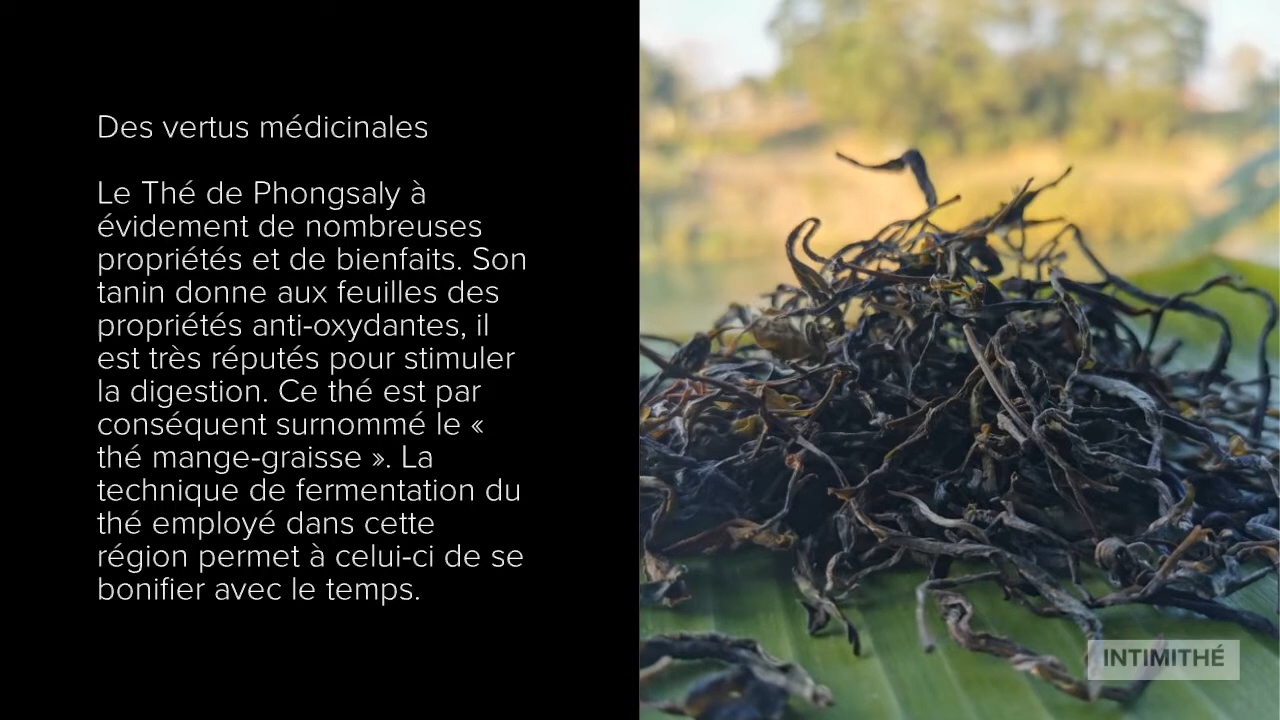 Des vertus médicinales
Le Thé de Phongsaly à
évidement de nombreuses
propriétés et de bienfaits. Son
tanin donne aux feuilles des
propriétés anti-oxydantes, il
est très réputés pour stimuler
la digestion. Ce thé est par
conséquent surnommé le «
thé mange-graisse ». La
technique de fermentation du
thé employé dans cette
région permet à celui-ci de se
bonifier avec le temps.
INTIMITHÉ